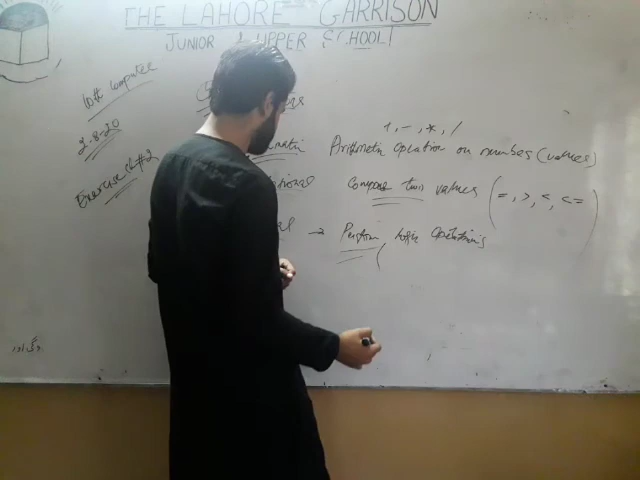 THE LAHORE GARRISON
JUNIOR & UPPER SCHOOL
10th Computer
2-8-20
Exercise ch#2
+, -, *, /
Arithmetic Operation on numbers (values)
Compare two values (=, >, <, <=)
→ Perform logic Operations